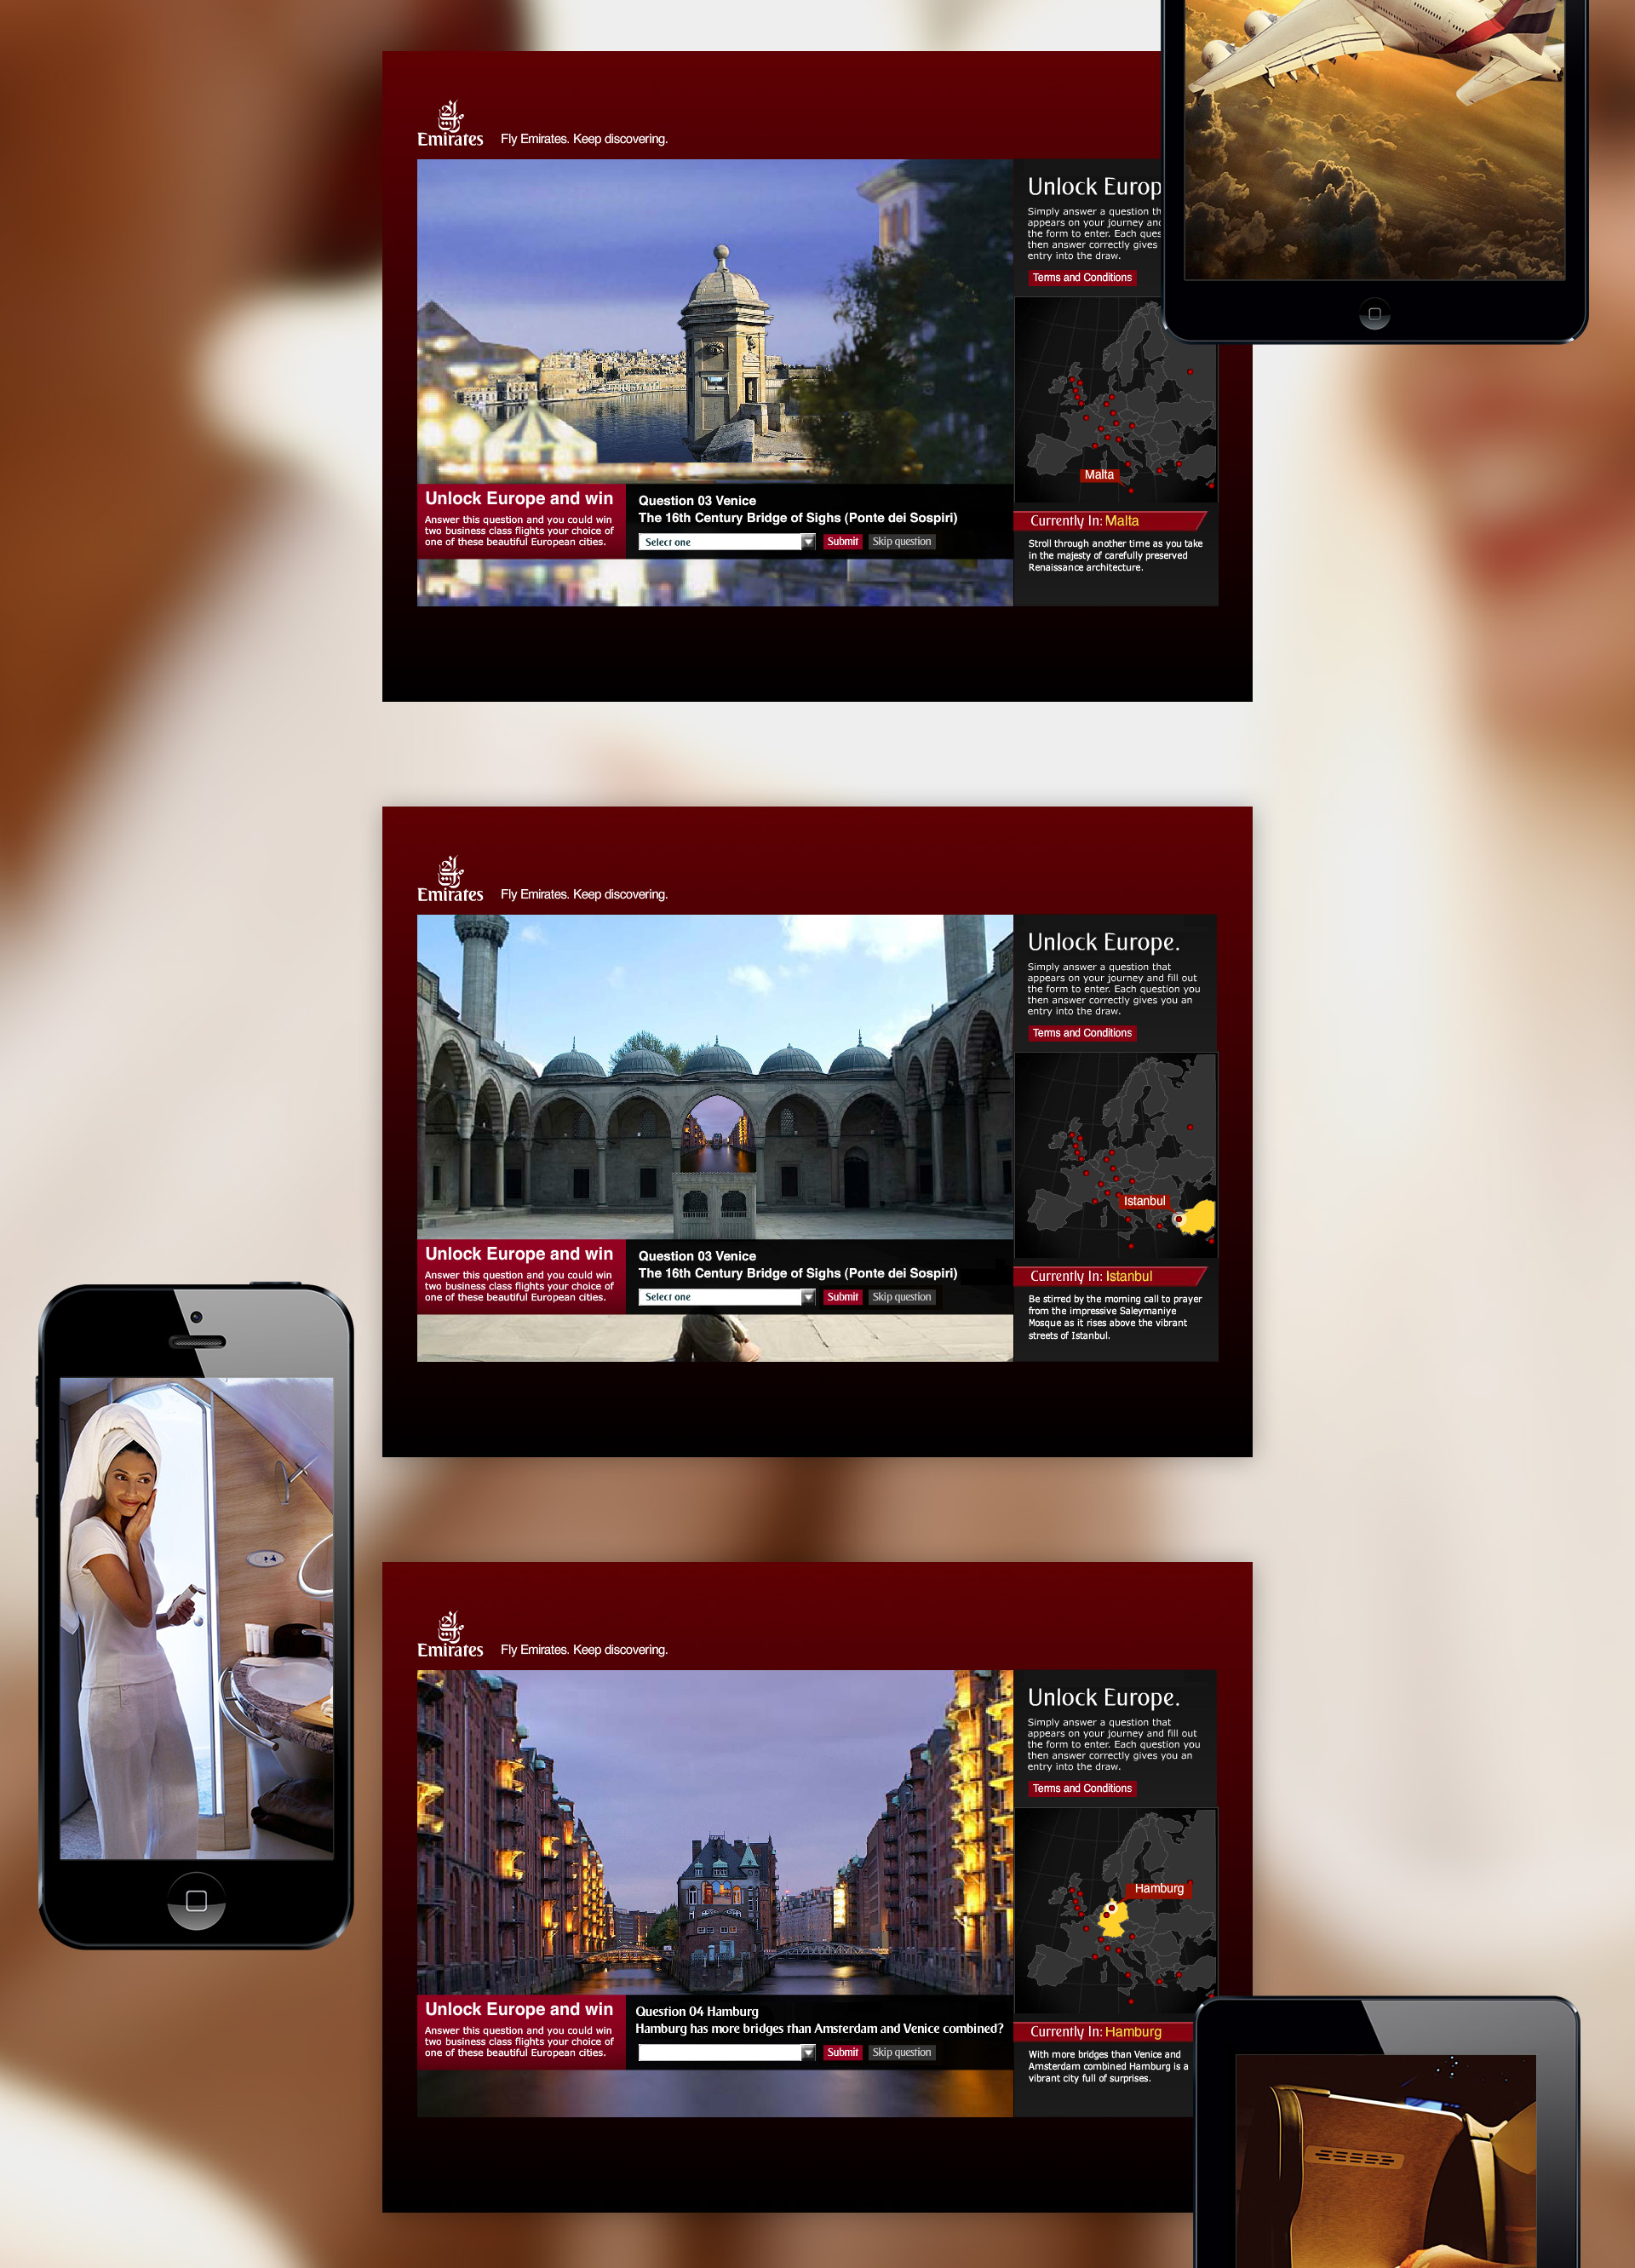 Emirates
Fly Emirates. Keep discovering.
Unlock Europ
Simply answer a question th
appears on your journey and
the form to enter. Each ques
then answer correctly gives
entry into the draw.
Terms and Conditions
Malta
Unlock Europe and win
Answer this question and you could win
two business class flights your choice of
one of these beautiful European cities.
Question 03 Venice
The 16th Century Bridge of Sighs (Ponte dei Sospiri)
Select one
Submit
Skip question
Currently In: Malta
Stroll through another time as you take
in the majesty of carefully preserved
Renaissance architecture.
Emirates
Fly Emirates. Keep discovering.
Unlock Europe.
Simply answer a question that
appears on your journey and fill out
the form to enter. Each question you
then answer correctly gives you an
entry into the draw.
Terms and Conditions
Istanbul
Unlock Europe and win
Answer this question and you could win
two business class flights your choice of
one of these beautiful European cities.
Question 03 Venice
The 16th Century Bridge of Sighs (Ponte dei Sospiri)
Select one
Submit
Skip question
Currently In: Istanbul
Be stirred by the morning call to prayer
from the impressive Saleymaniye
Mosque as it rises above the vibrant
streets of Istanbul.
Emirates
Fly Emirates. Keep discovering.
Unlock Europe.
Simply answer a question that
appears on your journey and fill out
the form to enter. Each question you
then answer correctly gives you an
entry into the draw.
Terms and Conditions
Hamburg
Unlock Europe and win
Answer this question and you could win
two business class flights your choice of
one of these beautiful European cities.
Question 04 Hamburg
Hamburg has more bridges than Amsterdam and Venice combined?
Submit
Skip question
Currently In: Hamburg
With more bridges than Venice and
Amsterdam combined Hamburg is a
vibrant city full of surprises.